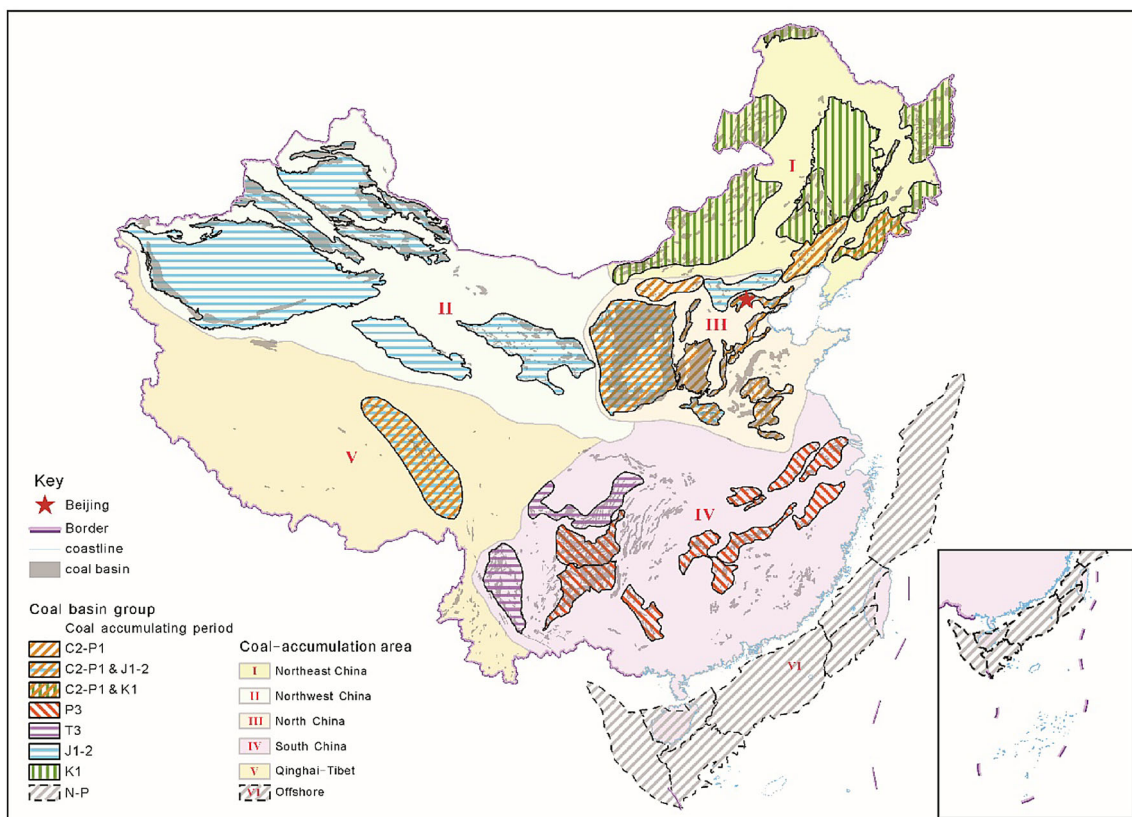 I
II
III
IV
V
VI
Key
Beijing
Border
coastline
coal basin
Coal basin group
Coal accumulating period
C2-P1
C2-P1 & J1-2
C2-P1 & K1
P3
T3
J1-2
K1
N-P
Coal-accumulation area
I Northeast China
II Northwest China
III North China
IV South China
V Qinghai-Tibet
VI Offshore